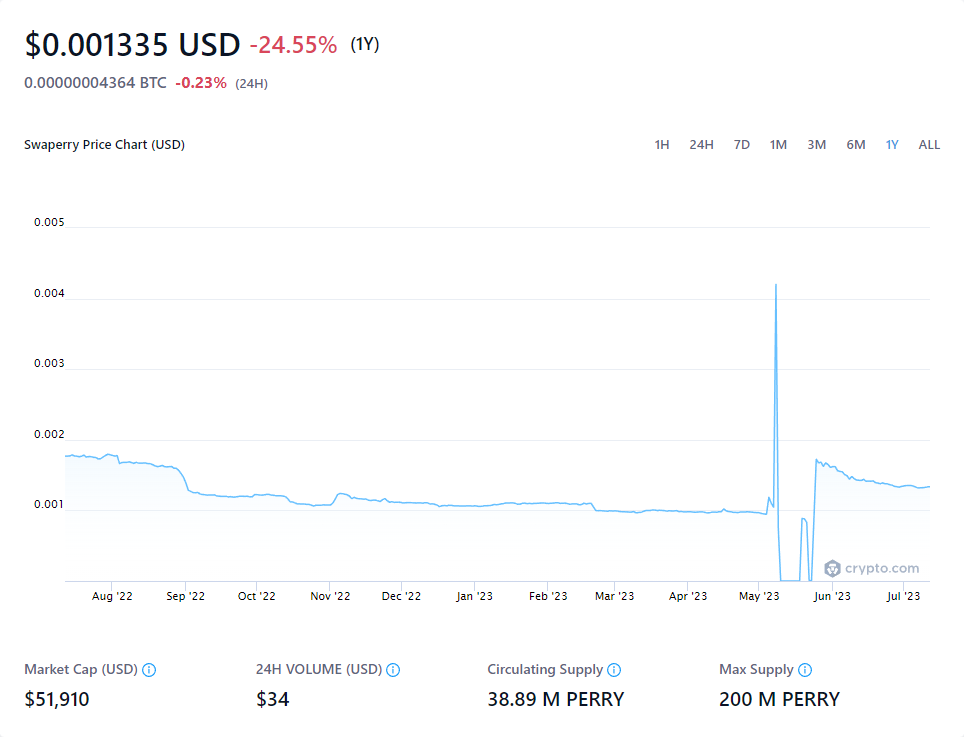 $0.001335 USD -24.55% (1Y)
0.00000004364 BTC -0.23% (24H)
Swaperry Price Chart (USD) 1H 24H 7D 1M 3M 6M 1Y ALL
0.005
0.004
0.003
0.002
0.001
crypto.com
Aug '22 Sep '22 Oct '22 Nov '22 Dec '22 Jan '23 Feb '23 Mar '23 Apr '23 May '23 Jun '23 Jul '23
Market Cap (USD) 24H VOLUME (USD) Circulating Supply Max Supply
$51,910 $34 38.89 M PERRY 200 M PERRY